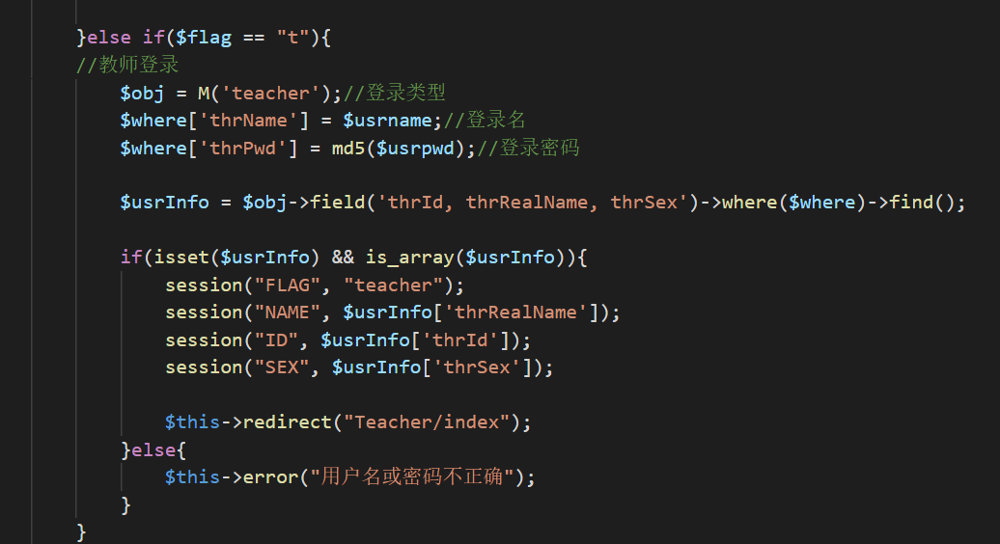 }else if($flag == "t"){
//教师登录
$obj = M('teacher');//登录类型
$where['thrName'] = $usrname;//登录名
$where['thrPwd'] = md5($usrpwd);//登录密码
$usrInfo = $obj->field('thrId, thrRealName, thrSex')->where($where)->find();
if(isset($usrInfo) && is_array($usrInfo)){
session("FLAG", "teacher");
session("NAME", $usrInfo['thrRealName']);
session("ID", $usrInfo['thrId']);
session("SEX", $usrInfo['thrSex']);
$this->redirect("Teacher/index");
}else{
$this->error("用户名或密码不正确");
}
}